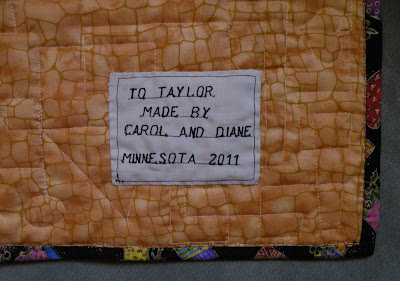 TO TAYLOR
MADE BY
CAROL AND DIANE
MINNESOTA 2011